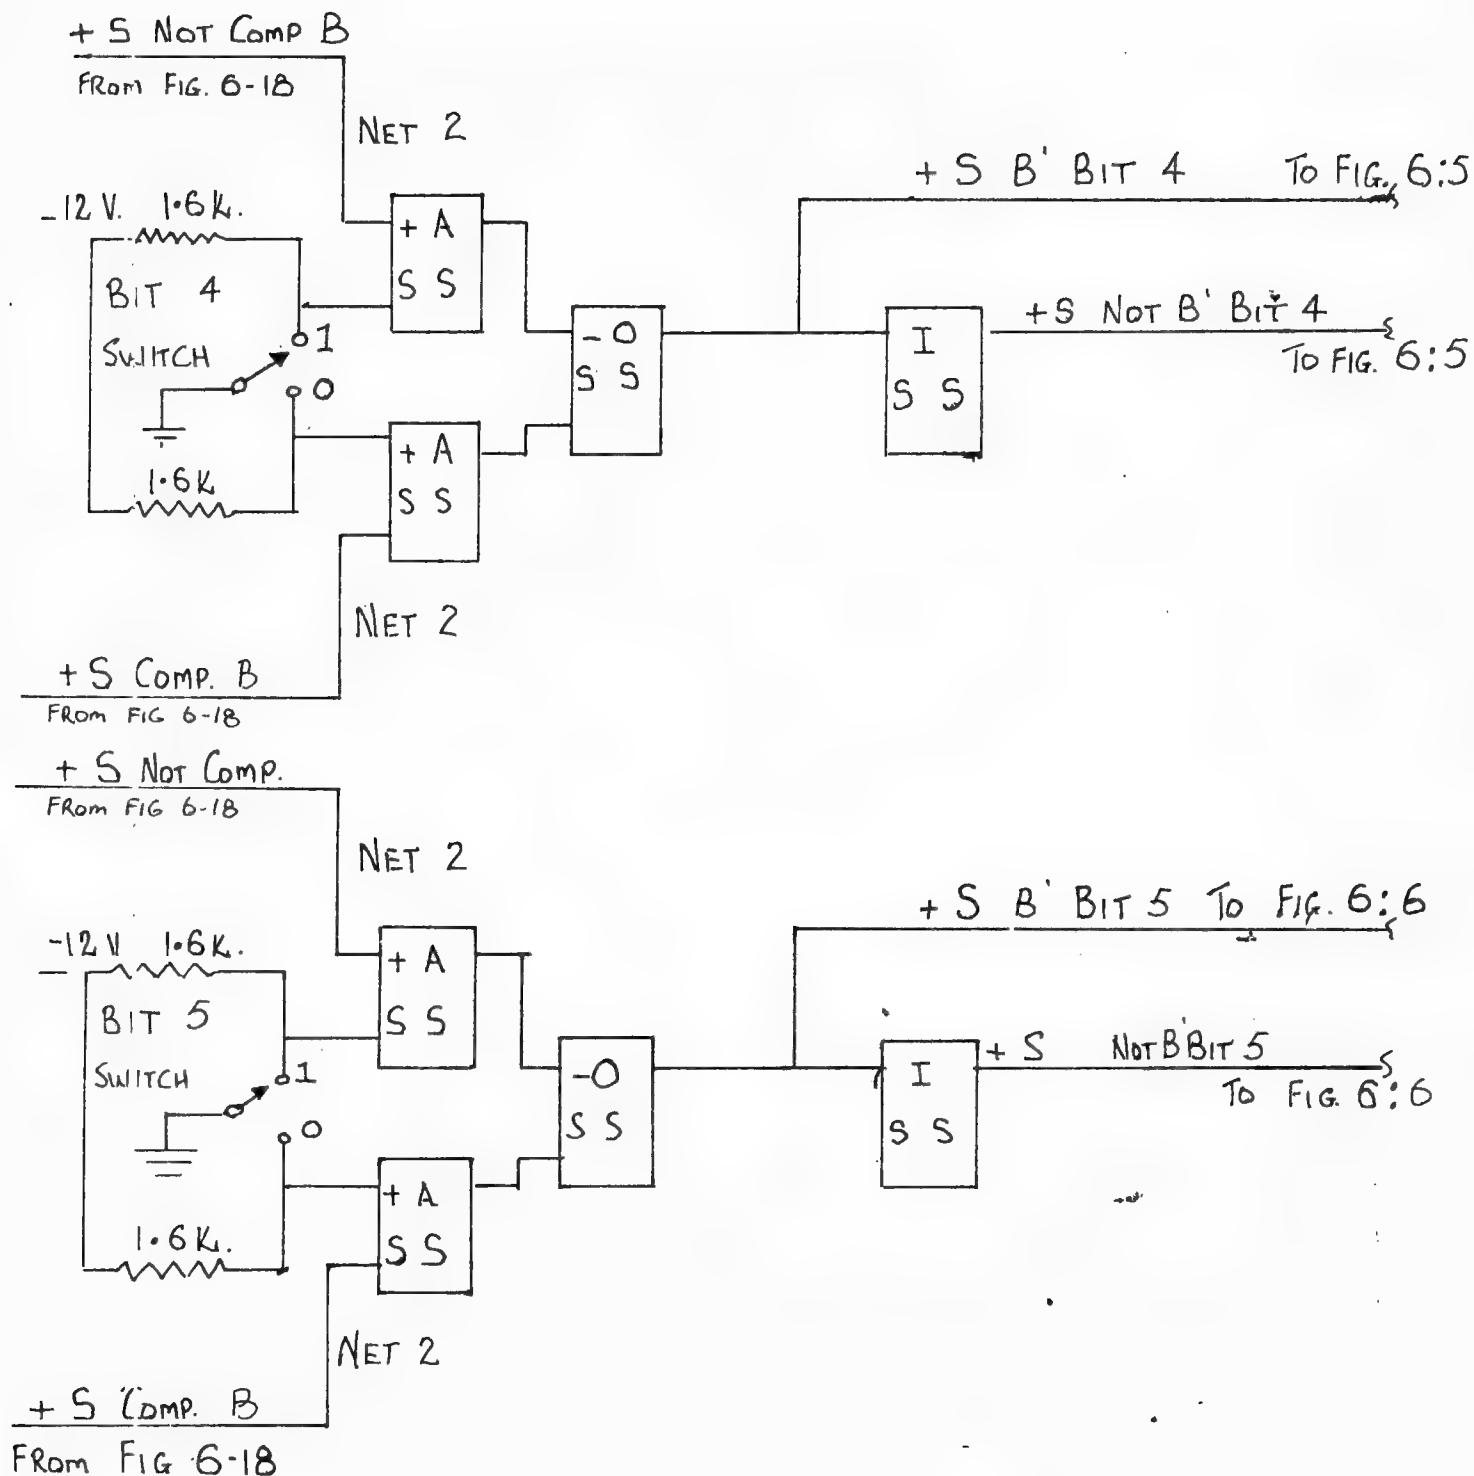 + S NOT COMP B
FROM FIG. 6-18
NET 2
+ S B' BIT 4 TO FIG. 6:5
-12 V. 1.6K.
+ A
S S
BIT 4
SWITCH
1
0
- O
S S
I
S S
+S NOT B' BIT 4
TO FIG. 6:5
+ A
S S
1.6K
NET 2
+ S COMP. B
FROM FIG 6-18
+ S NOT COMP.
FROM FIG 6-18
NET 2
+ S B' BIT 5 TO FIG. 6:6
-12 V 1.6K.
+ A
S S
BIT 5
SWITCH
1
0
-O
S S
I
S S
+ S NOT B' BIT 5
TO FIG. 6:6
+ A
S S
1.6K.
NET 2
+ S COMP. B
FROM FIG 6-18